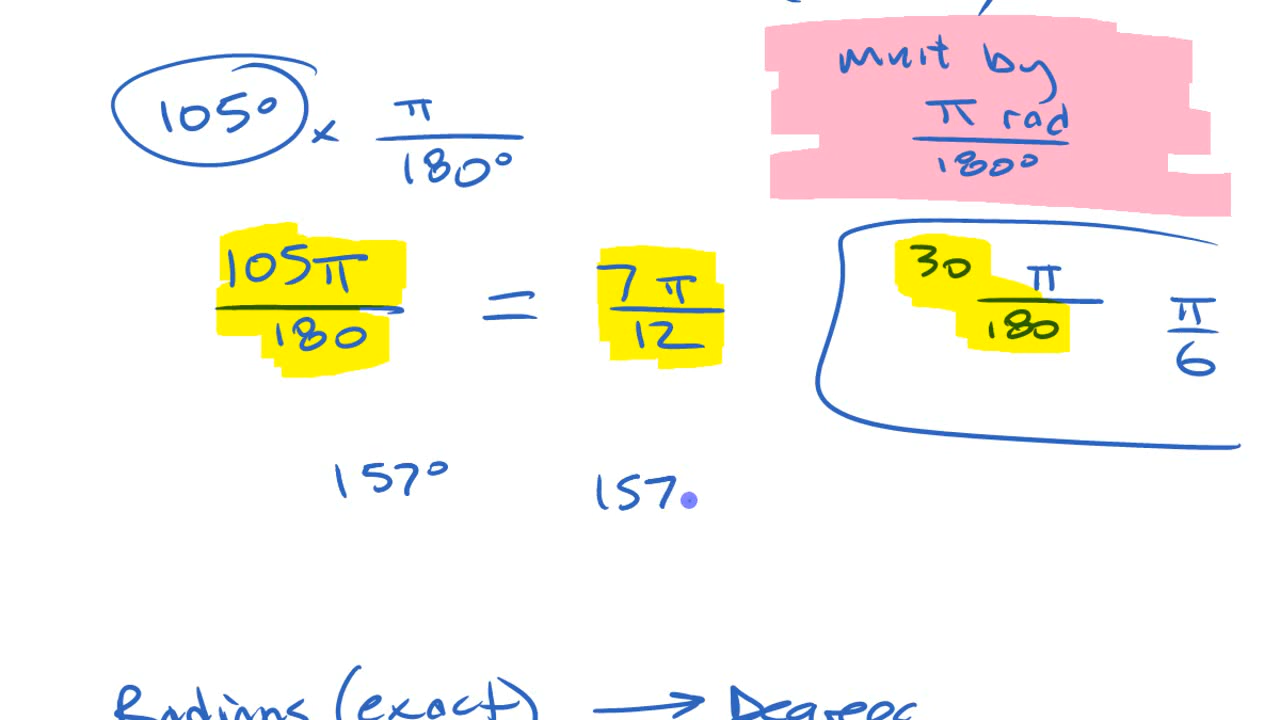 105° × π/180°
mult by
π rad/180°
105π/180 = 7π/12
30 π/180 π/6
157° 157
Radians (exact) → Degrees